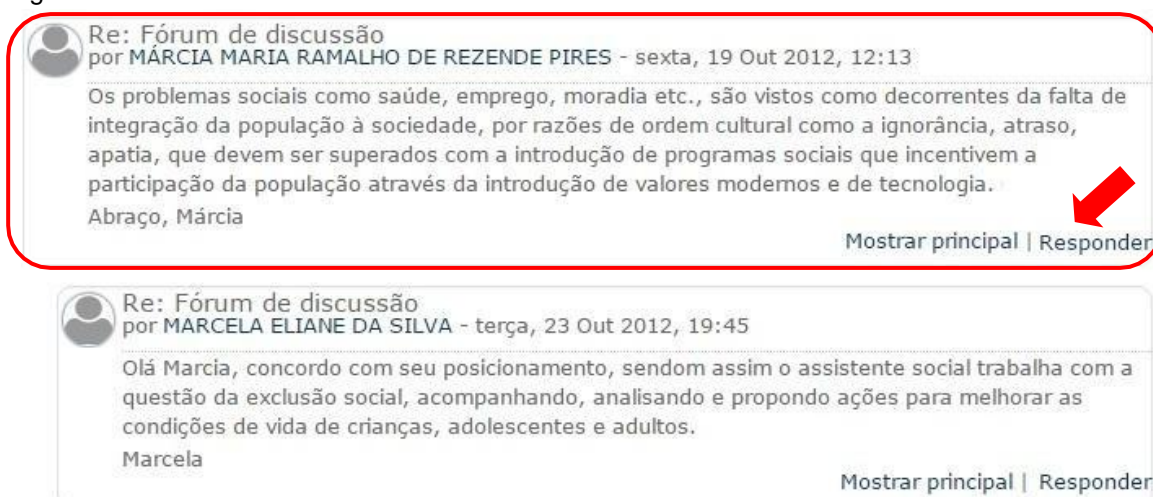 Re: Fórum de discussão
por MÁRCIA MARIA RAMALHO DE REZENDE PIRES - sexta, 19 Out 2012, 12:13
Os problemas sociais como saúde, emprego, moradia etc., são vistos como decorrentes da falta de
integração da população à sociedade, por razões de ordem cultural como a ignorância, atraso,
apatia, que devem ser superados com a introdução de programas sociais que incentivem a
participação da população através da introdução de valores modernos e de tecnologia.
Abraço, Márcia
Mostrar principal | Responder
Re: Fórum de discussão
por MARCELA ELIANE DA SILVA - terça, 23 Out 2012, 19:45
Olá Marcia, concordo com seu posicionamento, sendom assim o assistente social trabalha com a
questão da exclusão social, acompanhando, analisando e propondo ações para melhorar as
condições de vida de crianças, adolescentes e adultos.
Marcela
Mostrar principal | Responder